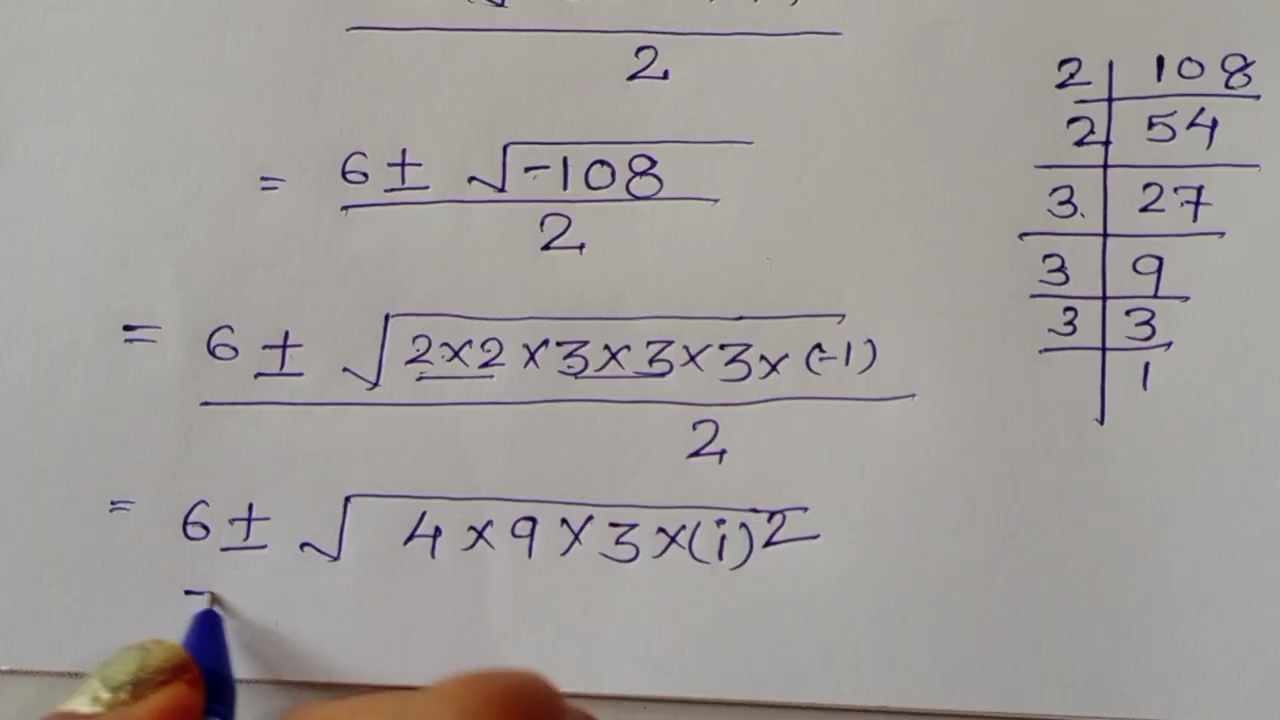 2
= 6 ± √-108
2
= 6 ± √2×2×3×3×3×(-1)
2
= 6 ± √4×9×3×(i)²
2 | 108
2 | 54
3 | 27
3 | 9
3 | 3
1